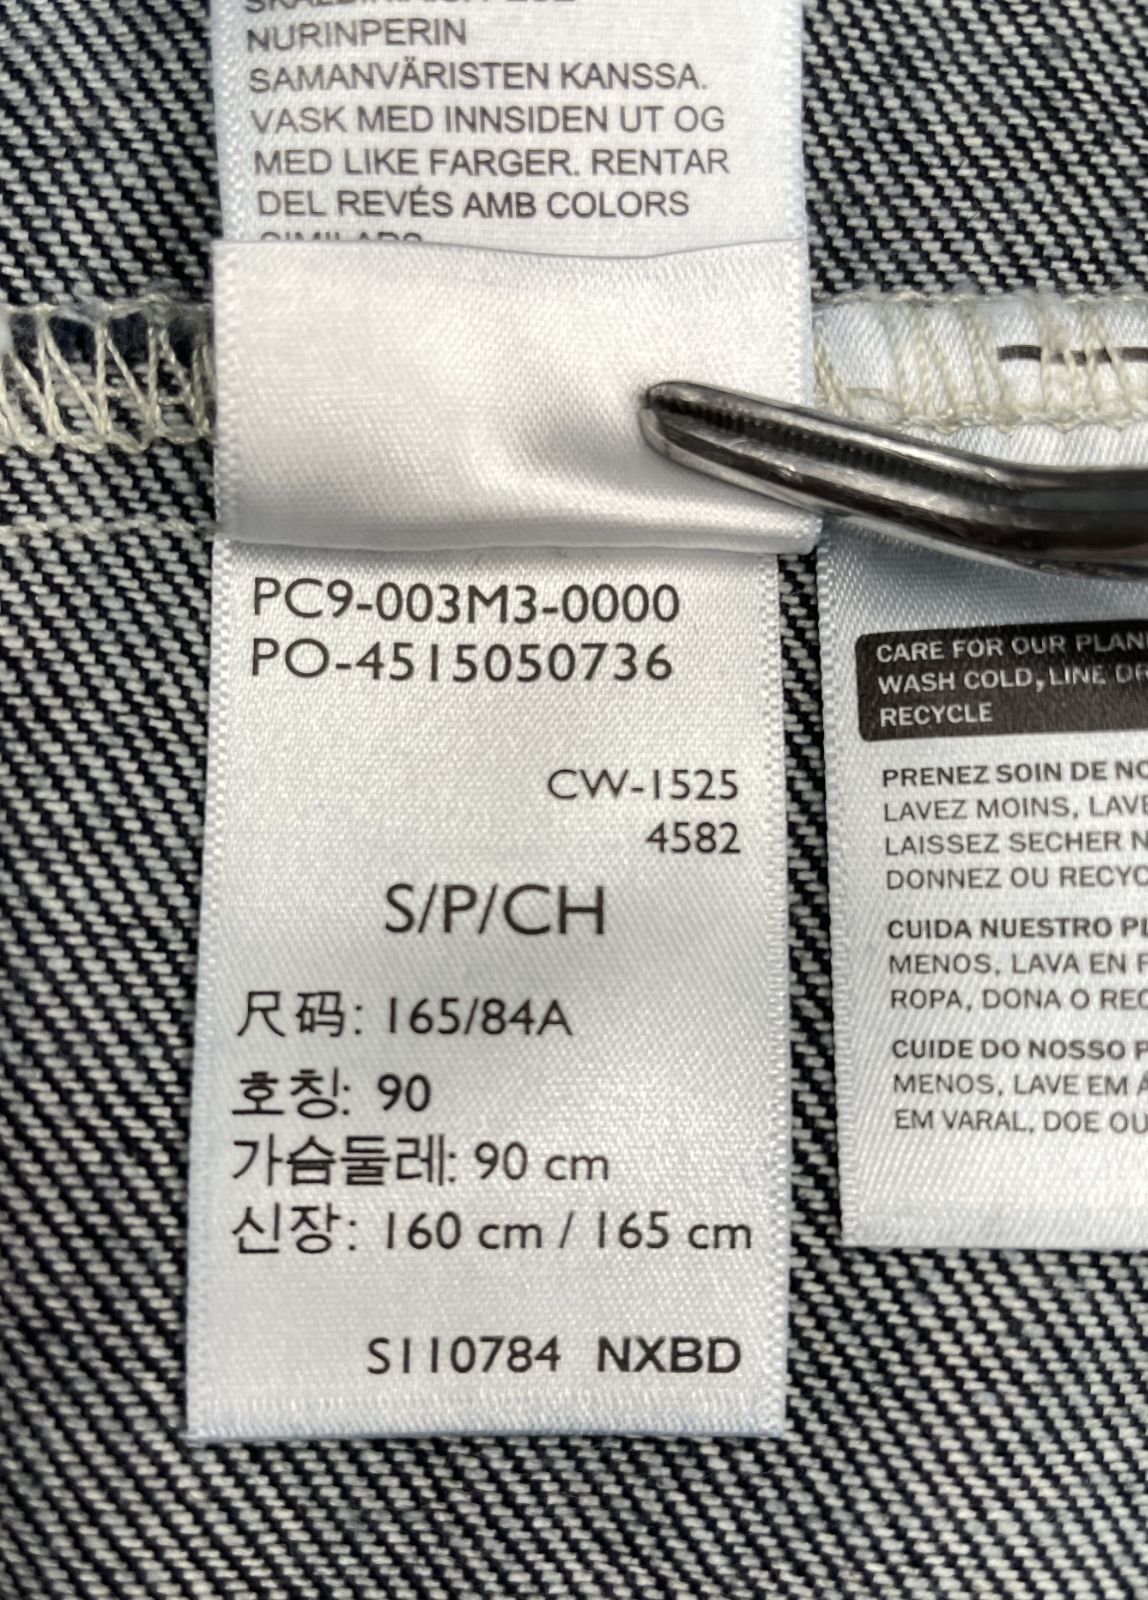 NURINPERIN
SAMANVÄRISTEN KANSSA.
VASK MED INNSIDEN UT OG
MED LIKE FARGER. RENTAR
DEL REVÉS AMB COLORS
PC9-003M3-0000
PO-4515050736
CW-1525
4582
S/P/CH
尺码: 165/84A
호칭: 90
가슴둘레: 90 cm
신장: 160 cm / 165 cm
S110784 NXBD
CARE FOR OUR PLAN
WASH COLD, LINE DR
RECYCLE
PRENEZ SOIN DE NO
LAVEZ MOINS, LAVE
LAISSEZ SECHER N
DONNEZ OU RECYC
CUIDA NUESTRO PL
MENOS, LAVA EN F
ROPA, DONA O RE
CUIDE DO NOSSO P
MENOS, LAVE EM A
EM VARAL, DOE OU